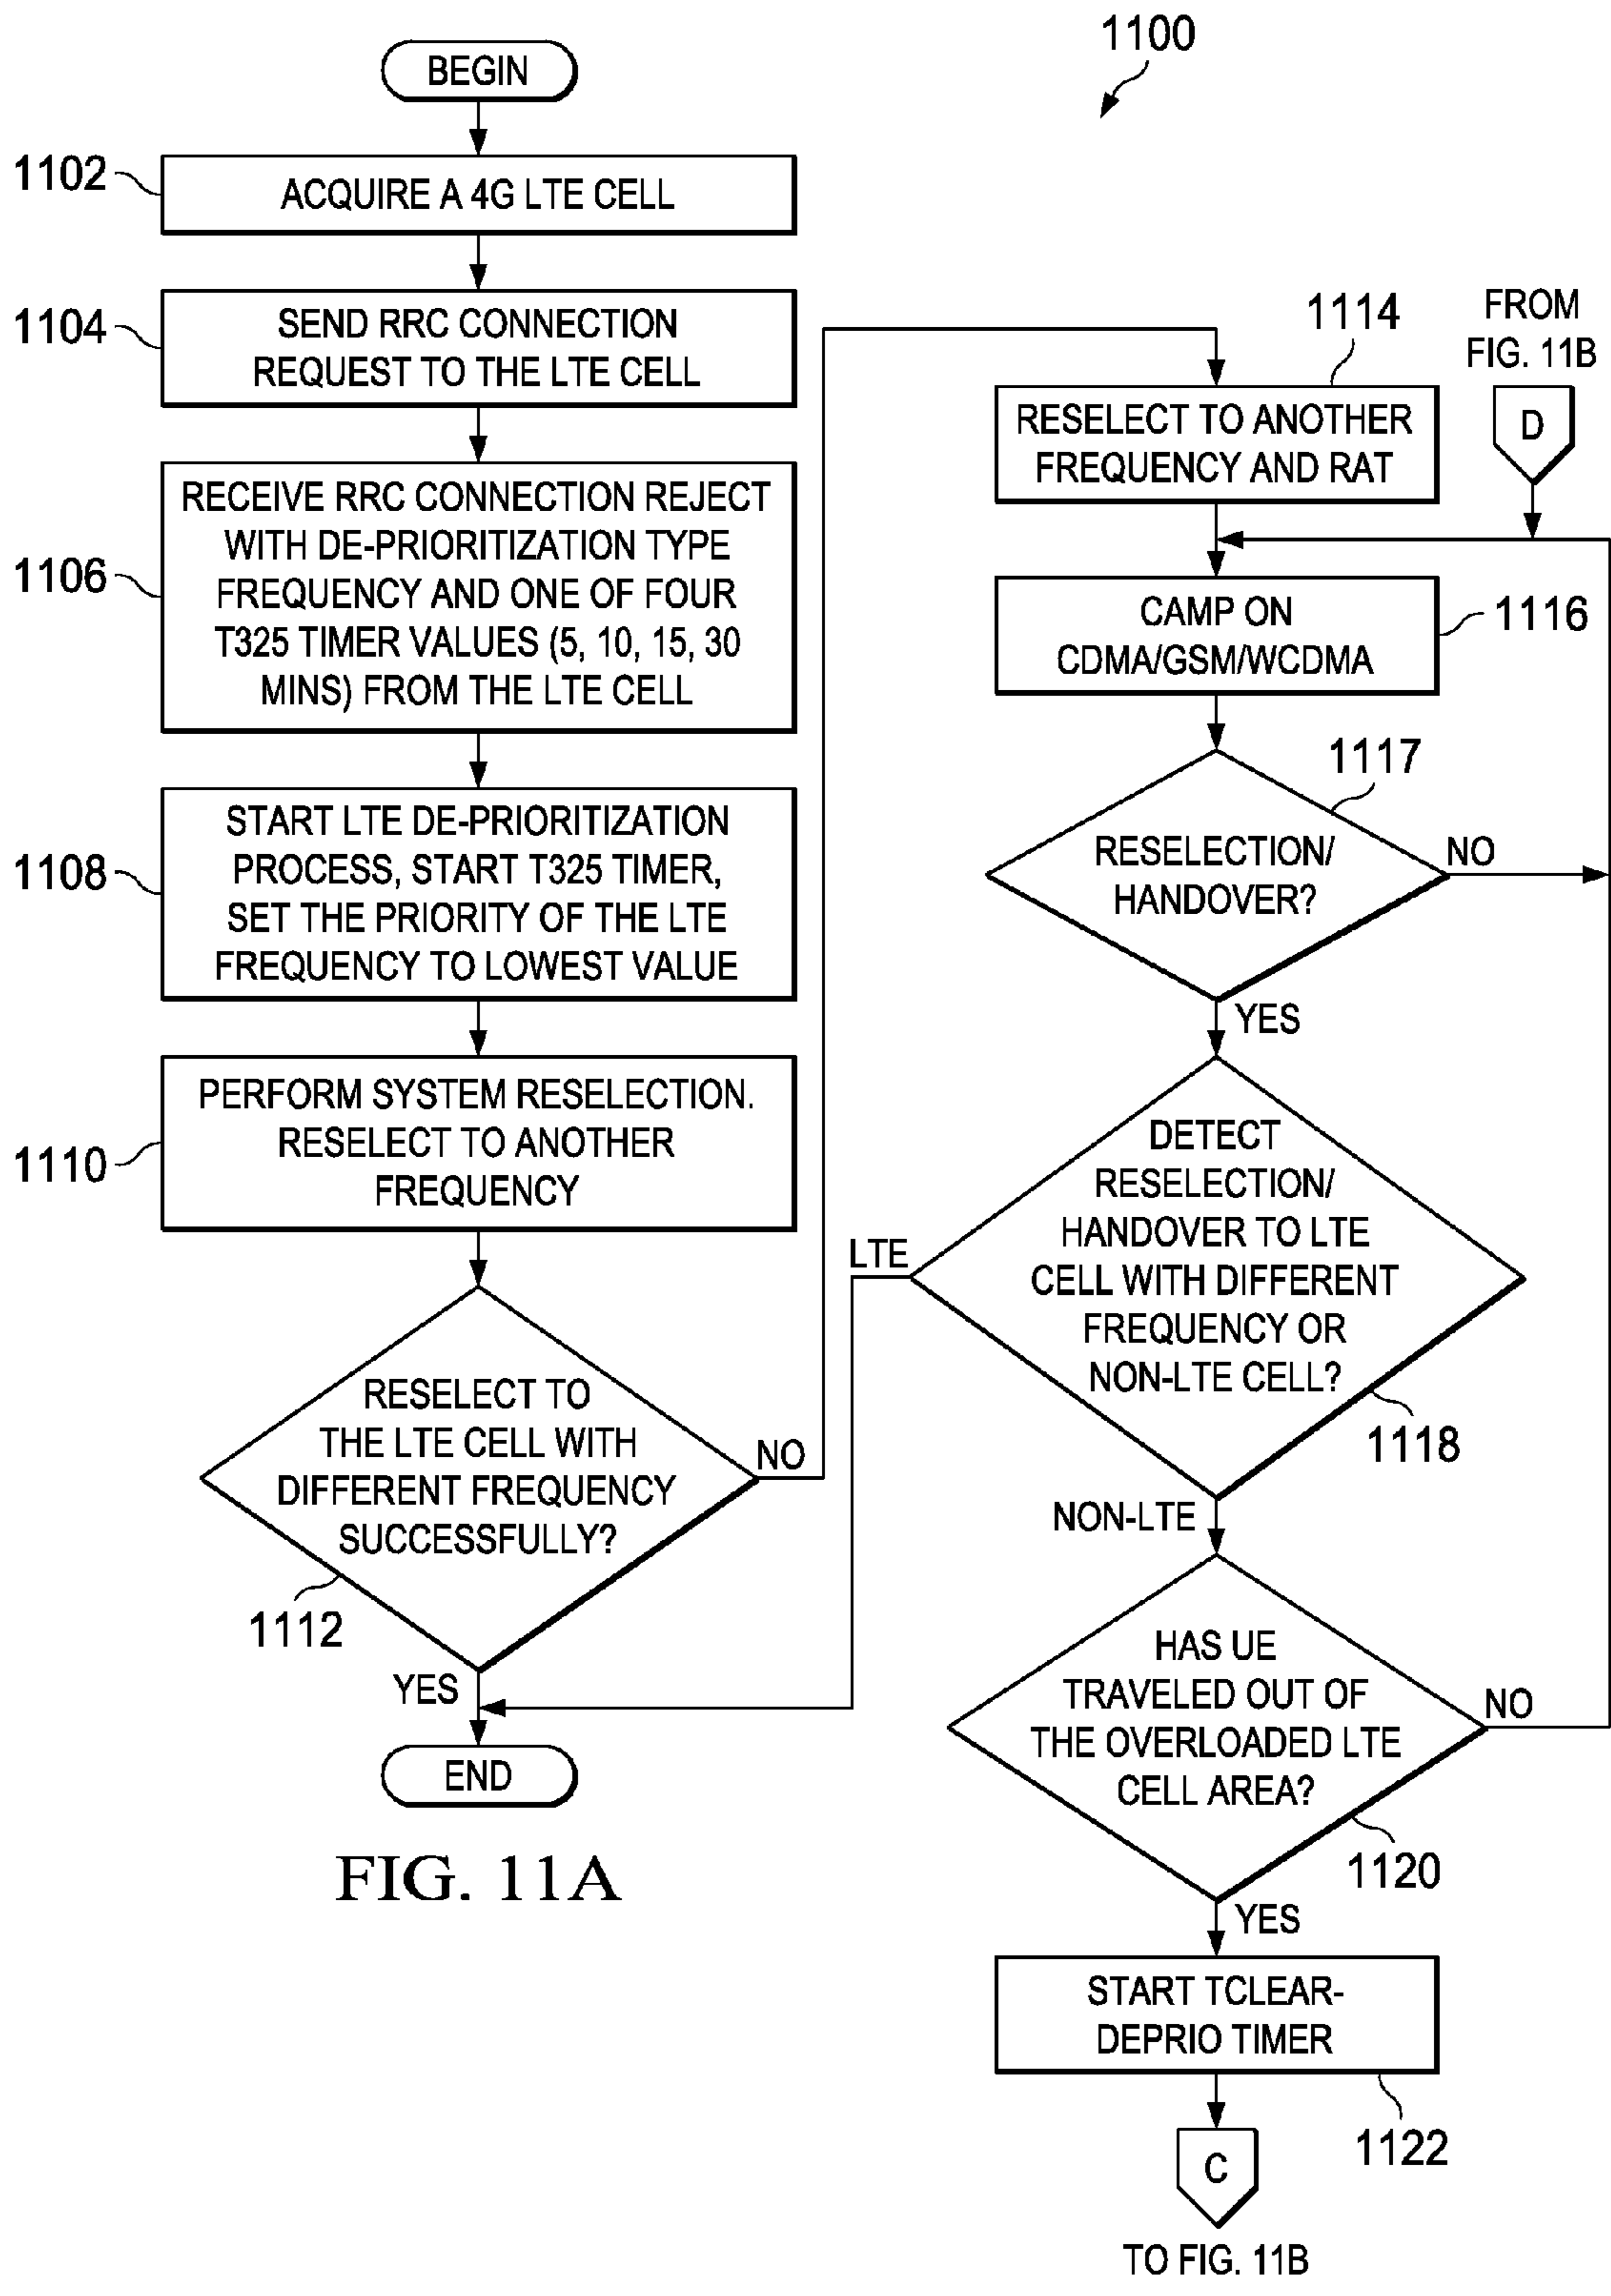 1100
BEGIN
1102
ACQUIRE A 4G LTE CELL
1104
SEND RRC CONNECTION
REQUEST TO THE LTE CELL
1106
RECEIVE RRC CONNECTION REJECT
WITH DE-PRIORITIZATION TYPE
FREQUENCY AND ONE OF FOUR
T325 TIMER VALUES (5, 10, 15, 30
MINS) FROM THE LTE CELL
1108
START LTE DE-PRIORITIZATION
PROCESS, START T325 TIMER,
SET THE PRIORITY OF THE LTE
FREQUENCY TO LOWEST VALUE
1110
PERFORM SYSTEM RESELECTION.
RESELECT TO ANOTHER
FREQUENCY
RESELECT TO
THE LTE CELL WITH
DIFFERENT FREQUENCY
SUCCESSFULLY?
NO
1112
YES
END
FIG. 11A
1114
RESELECT TO ANOTHER
FREQUENCY AND RAT
FROM
FIG. 11B
D
CAMP ON
CDMA/GSM/WCDMA
1116
1117
RESELECTION/
HANDOVER?
NO
YES
DETECT
RESELECTION/
HANDOVER TO LTE
CELL WITH DIFFERENT
FREQUENCY OR
NON-LTE CELL?
LTE
1118
NON-LTE
HAS UE
TRAVELED OUT OF
THE OVERLOADED LTE
CELL AREA?
NO
1120
YES
START TCLEAR-
DEPRIO TIMER
1122
C
TO FIG. 11B